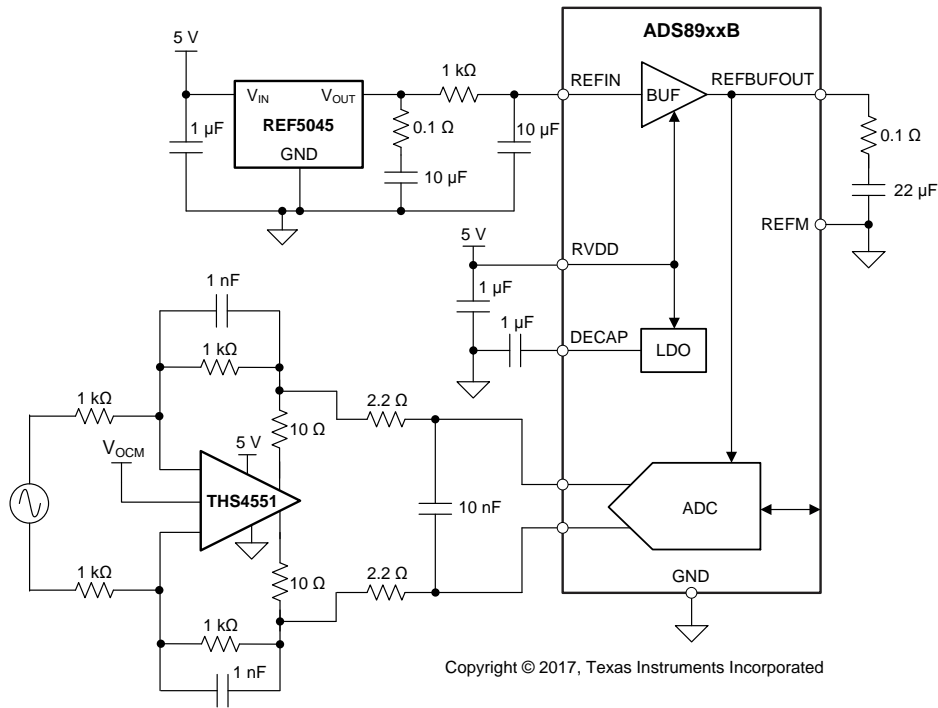 ADS89xxB
5 V
1 kΩ
REFIN
REFBUFOUT
VIN
VOUT
BUF
REF5045
1 µF
0.1 Ω
10 µF
0.1 Ω
GND
10 µF
22 µF
REFM
5 V
RVDD
1 nF
1 µF
1 µF
DECAP
LDO
1 kΩ
1 kΩ
2.2 Ω
10 Ω
VOCM
5 V
THS4551
10 nF
ADC
1 kΩ
10 Ω
2.2 Ω
GND
1 kΩ
1 nF
Copyright © 2017, Texas Instruments Incorporated